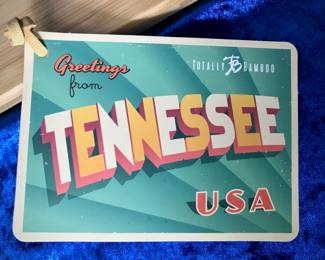 Greetings
from
TOTALLY BAMBOO
TENNESSEE
USA